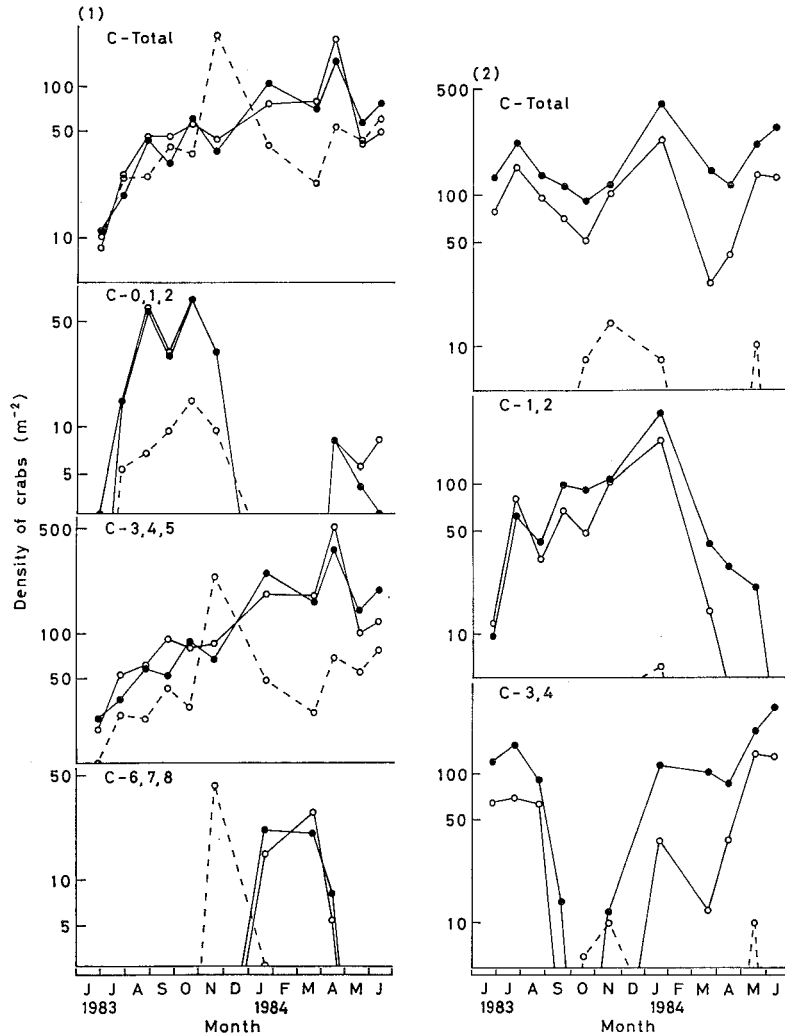 (1)
C-Total
100
50
10
C-0,1,2
50
10
5
C-3,4,5
500
100
50
C-6,7,8
50
10
5
Density of crabs (m⁻²)
J J A S O N D J F M A M J
1983 1984
Month
(2)
C-Total
500
100
50
10
C-1,2
100
50
10
C-3,4
100
50
10
J J A S O N D J F M A M J
1983 1984
Month